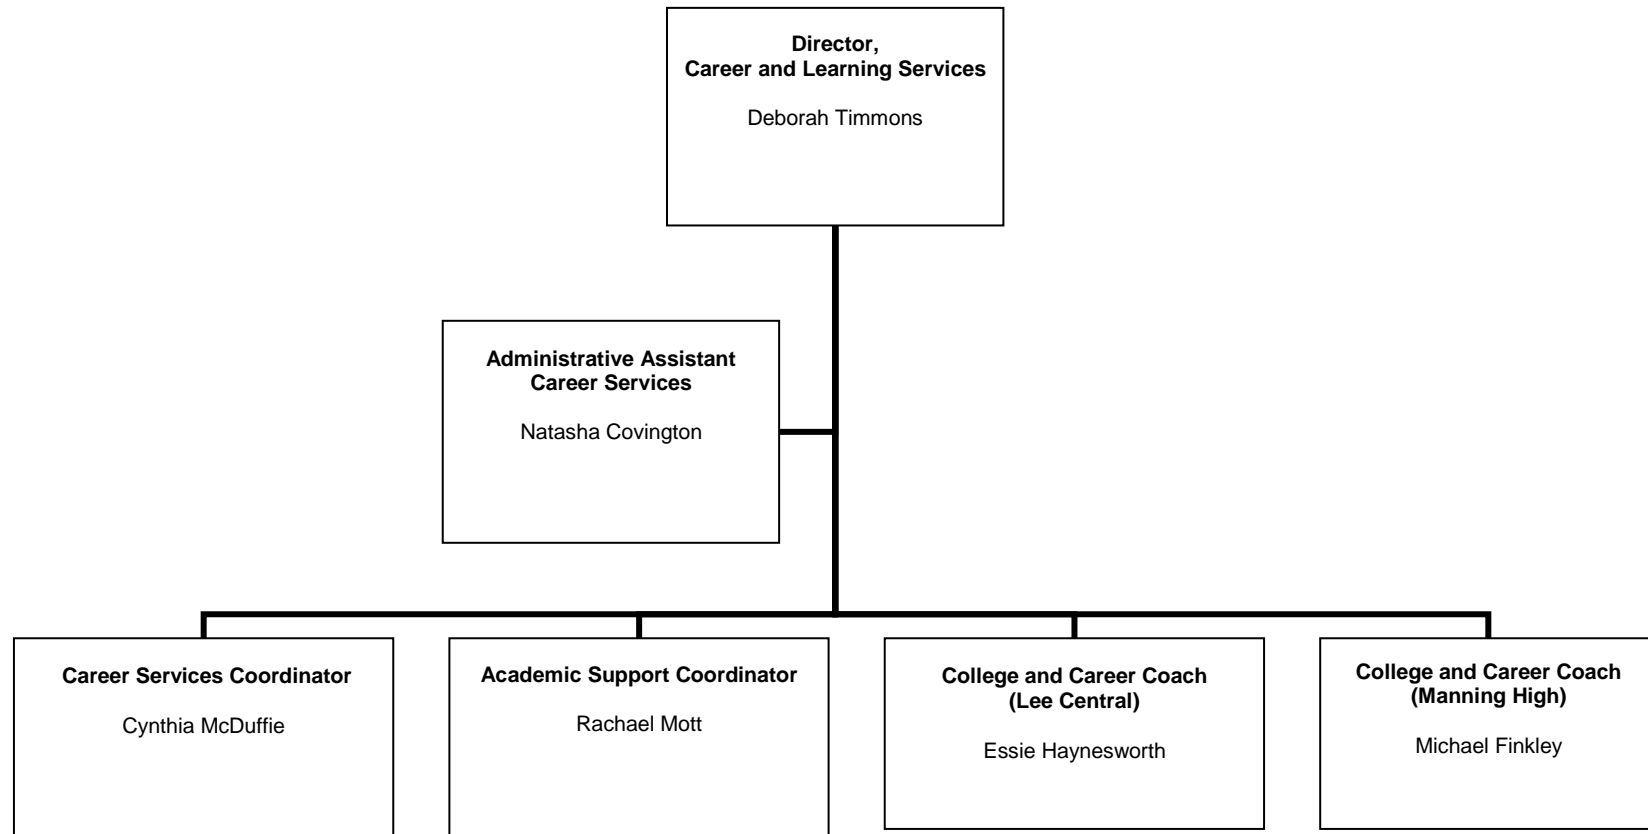 Director,
Career and Learning Services
Deborah Timmons
Administrative Assistant
Career Services
Natasha Covington
Career Services Coordinator
Cynthia McDuffie
Academic Support Coordinator
Rachael Mott
College and Career Coach
(Lee Central)
Essie Haynesworth
College and Career Coach
(Manning High)
Michael Finkley